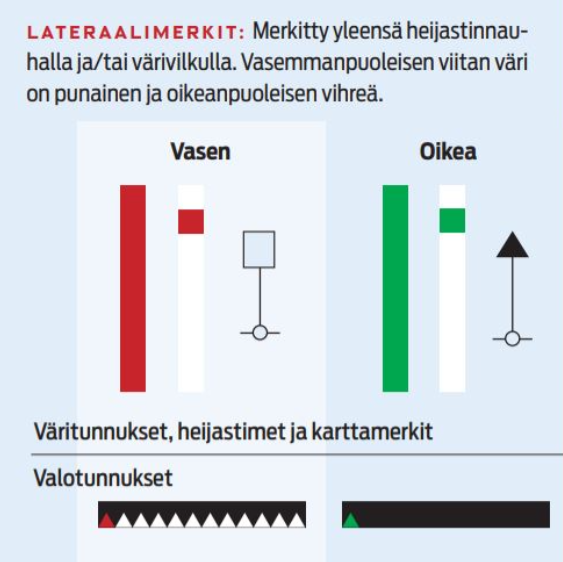 LATERAALIMERKIT: Merkitty yleensä heijastinnau-
halla ja/tai värivilkulla. Vasemmanpuoleisen viitan väri
on punainen ja oikeanpuoleisen vihreä.
Vasen
Oikea
Väritunnukset, heijastimet ja karttamerkit
Valotunnukset